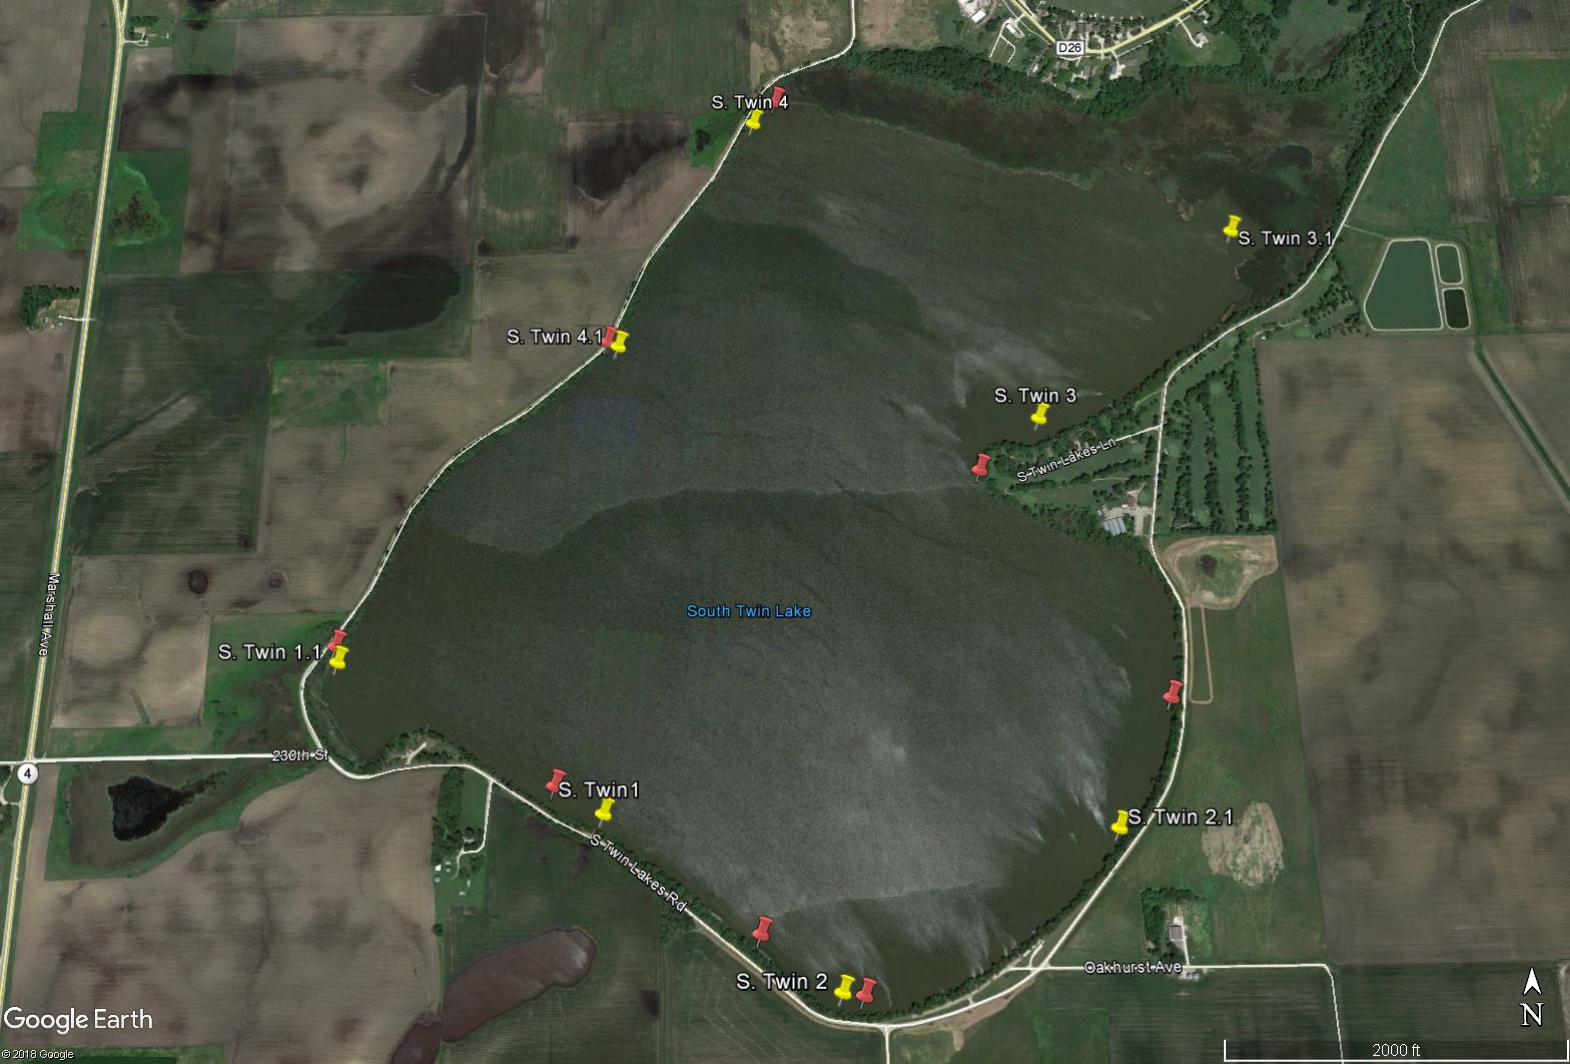 D26
S. Twin 4
S. Twin 3.1
S. Twin 4.1
S. Twin 3
S Twin Lakes Ln
Marshall Ave
South Twin Lake
S. Twin 1.1
230th St
4
S. Twin1
S. Twin 2.1
S Twin Lakes Rd
S. Twin 2
Oakhurst Ave
N
Google Earth
© 2018 Google
2000 ft